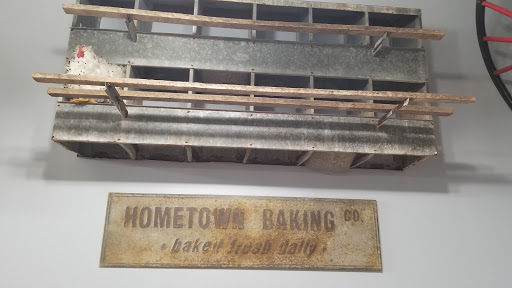 HOMETOWN BAKING CO.
• baked fresh daily •